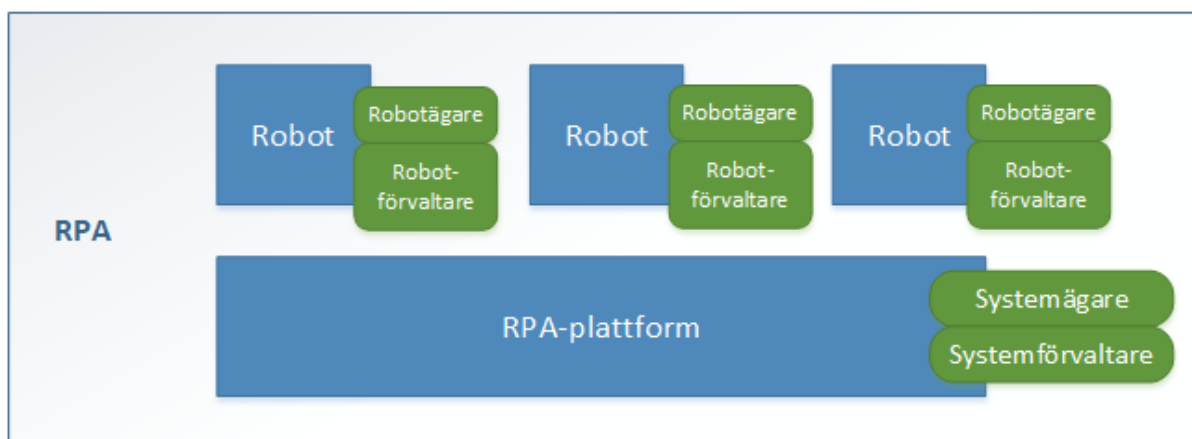 Robot
Robotägare
Robot-
förvaltare
Robot
Robotägare
Robot-
förvaltare
Robot
Robotägare
Robot-
förvaltare
RPA
RPA-plattform
Systemägare
Systemförvaltare